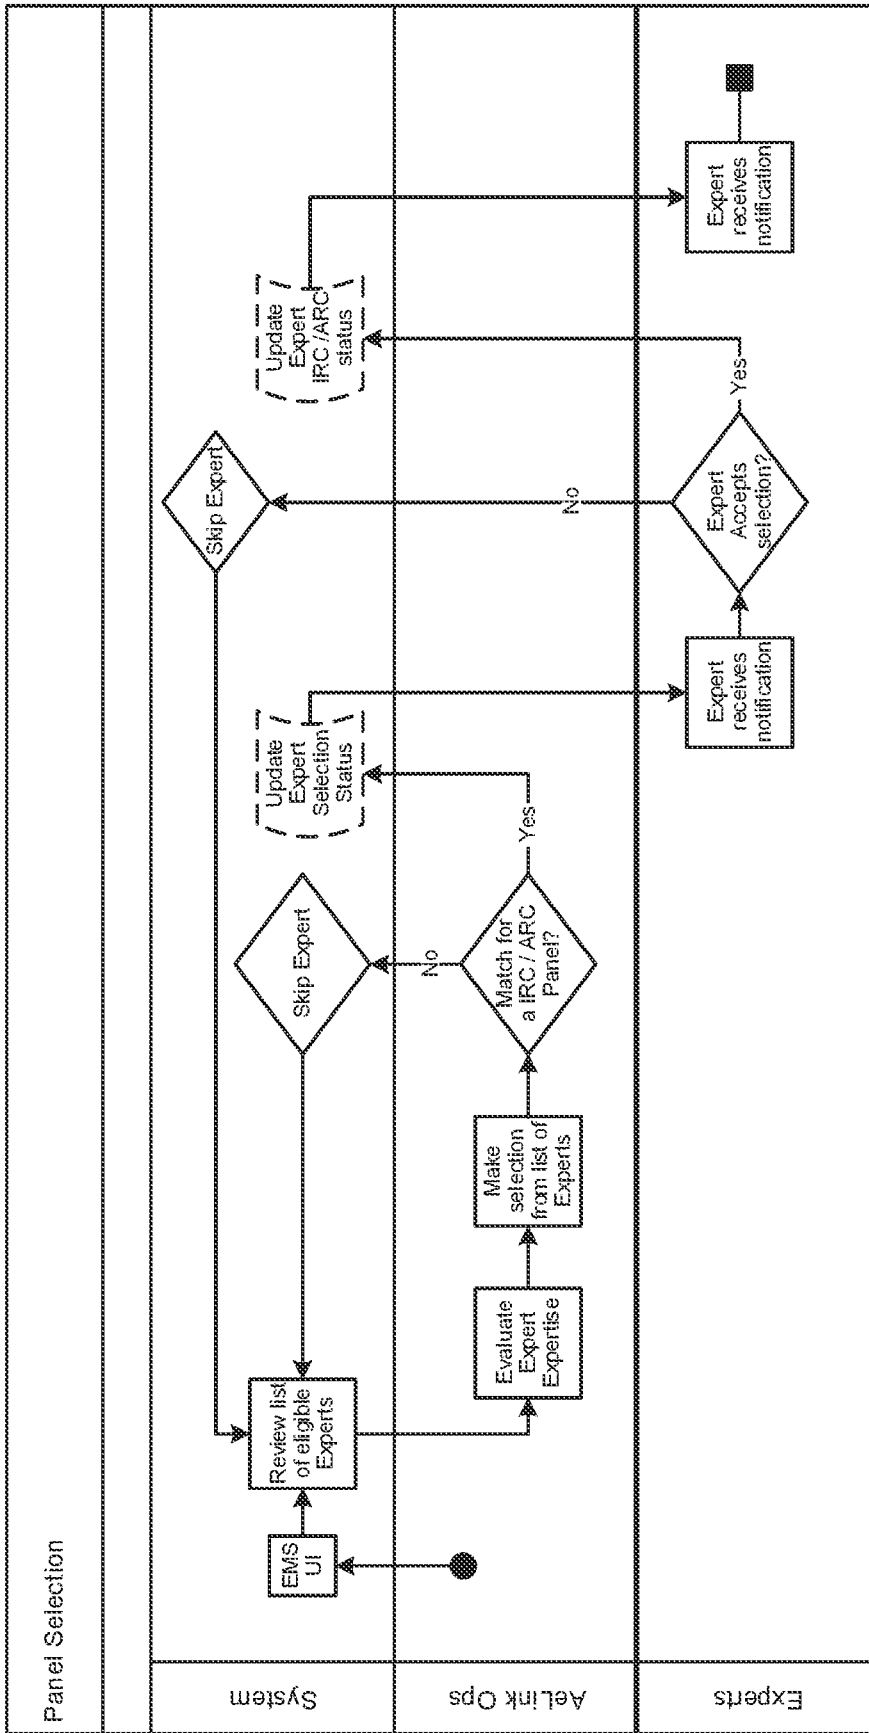 Panel Selection
System
EMS
UI
Review list
of eligible
Experts
Skip Expert
Update
Expert
Selection
Status
Skip Expert
Update
Expert
IRC / ARC
status
AeLink Ops
Evaluate
Expert
Expertise
Make
selection
from list of
Experts
Match for
a IRC / ARC
Panel?
No
Yes
No
Experts
Expert
receives
notification
Expert
Accepts
selection?
Yes
Expert
receives
notification